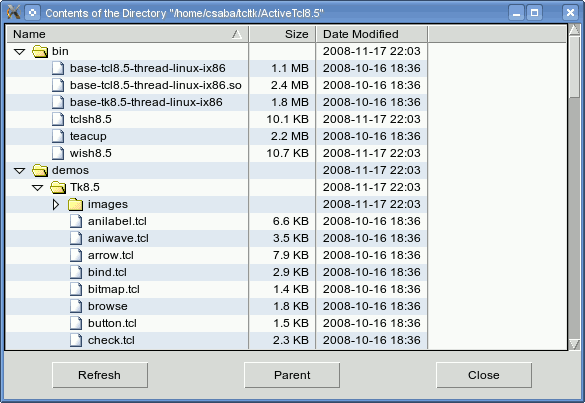 Contents of the Directory "/home/csaba/tcltk/ActiveTcl8.5"
Name Size Date Modified
bin 2008-11-17 22:03
base-tcl8.5-thread-linux-ix86 1.1 MB 2008-10-16 18:36
base-tcl8.5-thread-linux-ix86.so 2.4 MB 2008-10-16 18:36
base-tk8.5-thread-linux-ix86 1.8 MB 2008-10-16 18:36
tclsh8.5 10.1 KB 2008-11-17 22:03
teacup 2.2 MB 2008-10-16 18:36
wish8.5 10.7 KB 2008-11-17 22:03
demos 2008-11-17 22:03
Tk8.5 2008-11-17 22:03
images 2008-11-17 22:03
anilabel.tcl 6.6 KB 2008-10-16 18:36
aniwave.tcl 3.5 KB 2008-10-16 18:36
arrow.tcl 7.9 KB 2008-10-16 18:36
bind.tcl 2.9 KB 2008-10-16 18:36
bitmap.tcl 1.4 KB 2008-10-16 18:36
browse 1.8 KB 2008-10-16 18:36
button.tcl 1.5 KB 2008-10-16 18:36
check.tcl 2.3 KB 2008-10-16 18:36
Refresh Parent Close